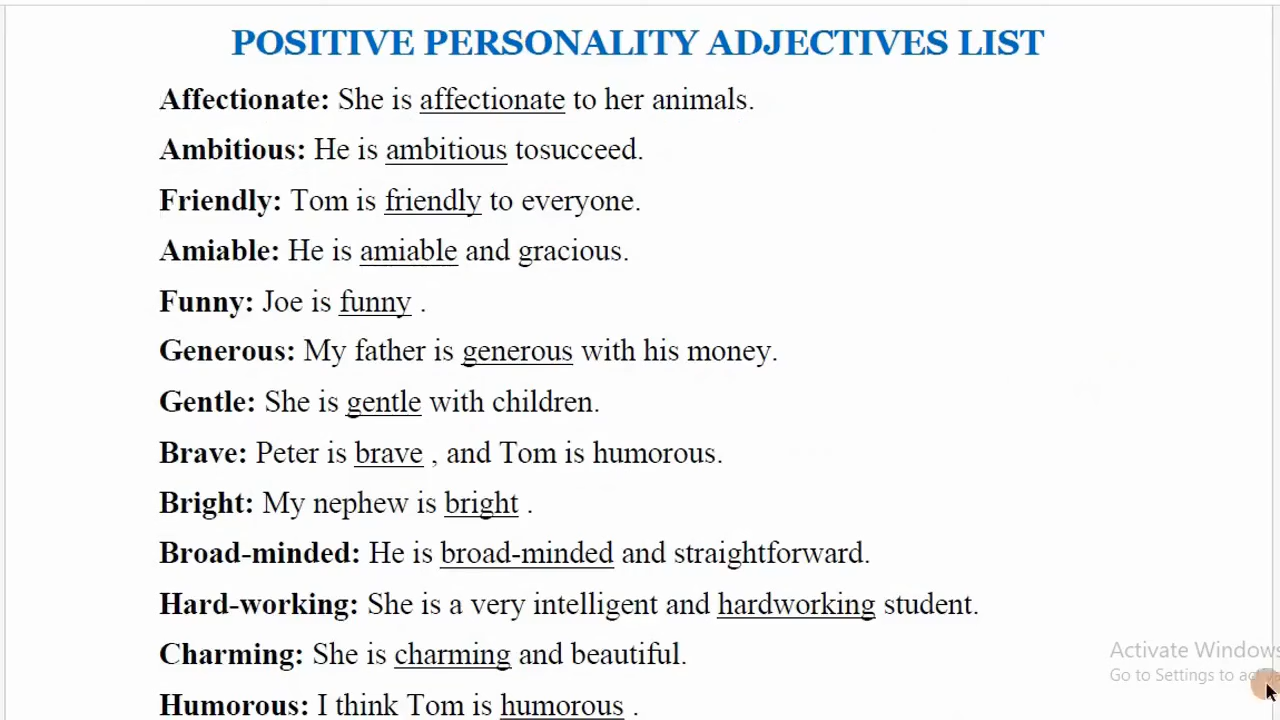 POSITIVE PERSONALITY ADJECTIVES LIST
Affectionate: She is affectionate to her animals.
Ambitious: He is ambitious tosucceed.
Friendly: Tom is friendly to everyone.
Amiable: He is amiable and gracious.
Funny: Joe is funny .
Generous: My father is generous with his money.
Gentle: She is gentle with children.
Brave: Peter is brave , and Tom is humorous.
Bright: My nephew is bright .
Broad-minded: He is broad-minded and straightforward.
Hard-working: She is a very intelligent and hardworking student.
Charming: She is charming and beautiful.
Humorous: I think Tom is humorous .
Activate Windows
Go to Settings to